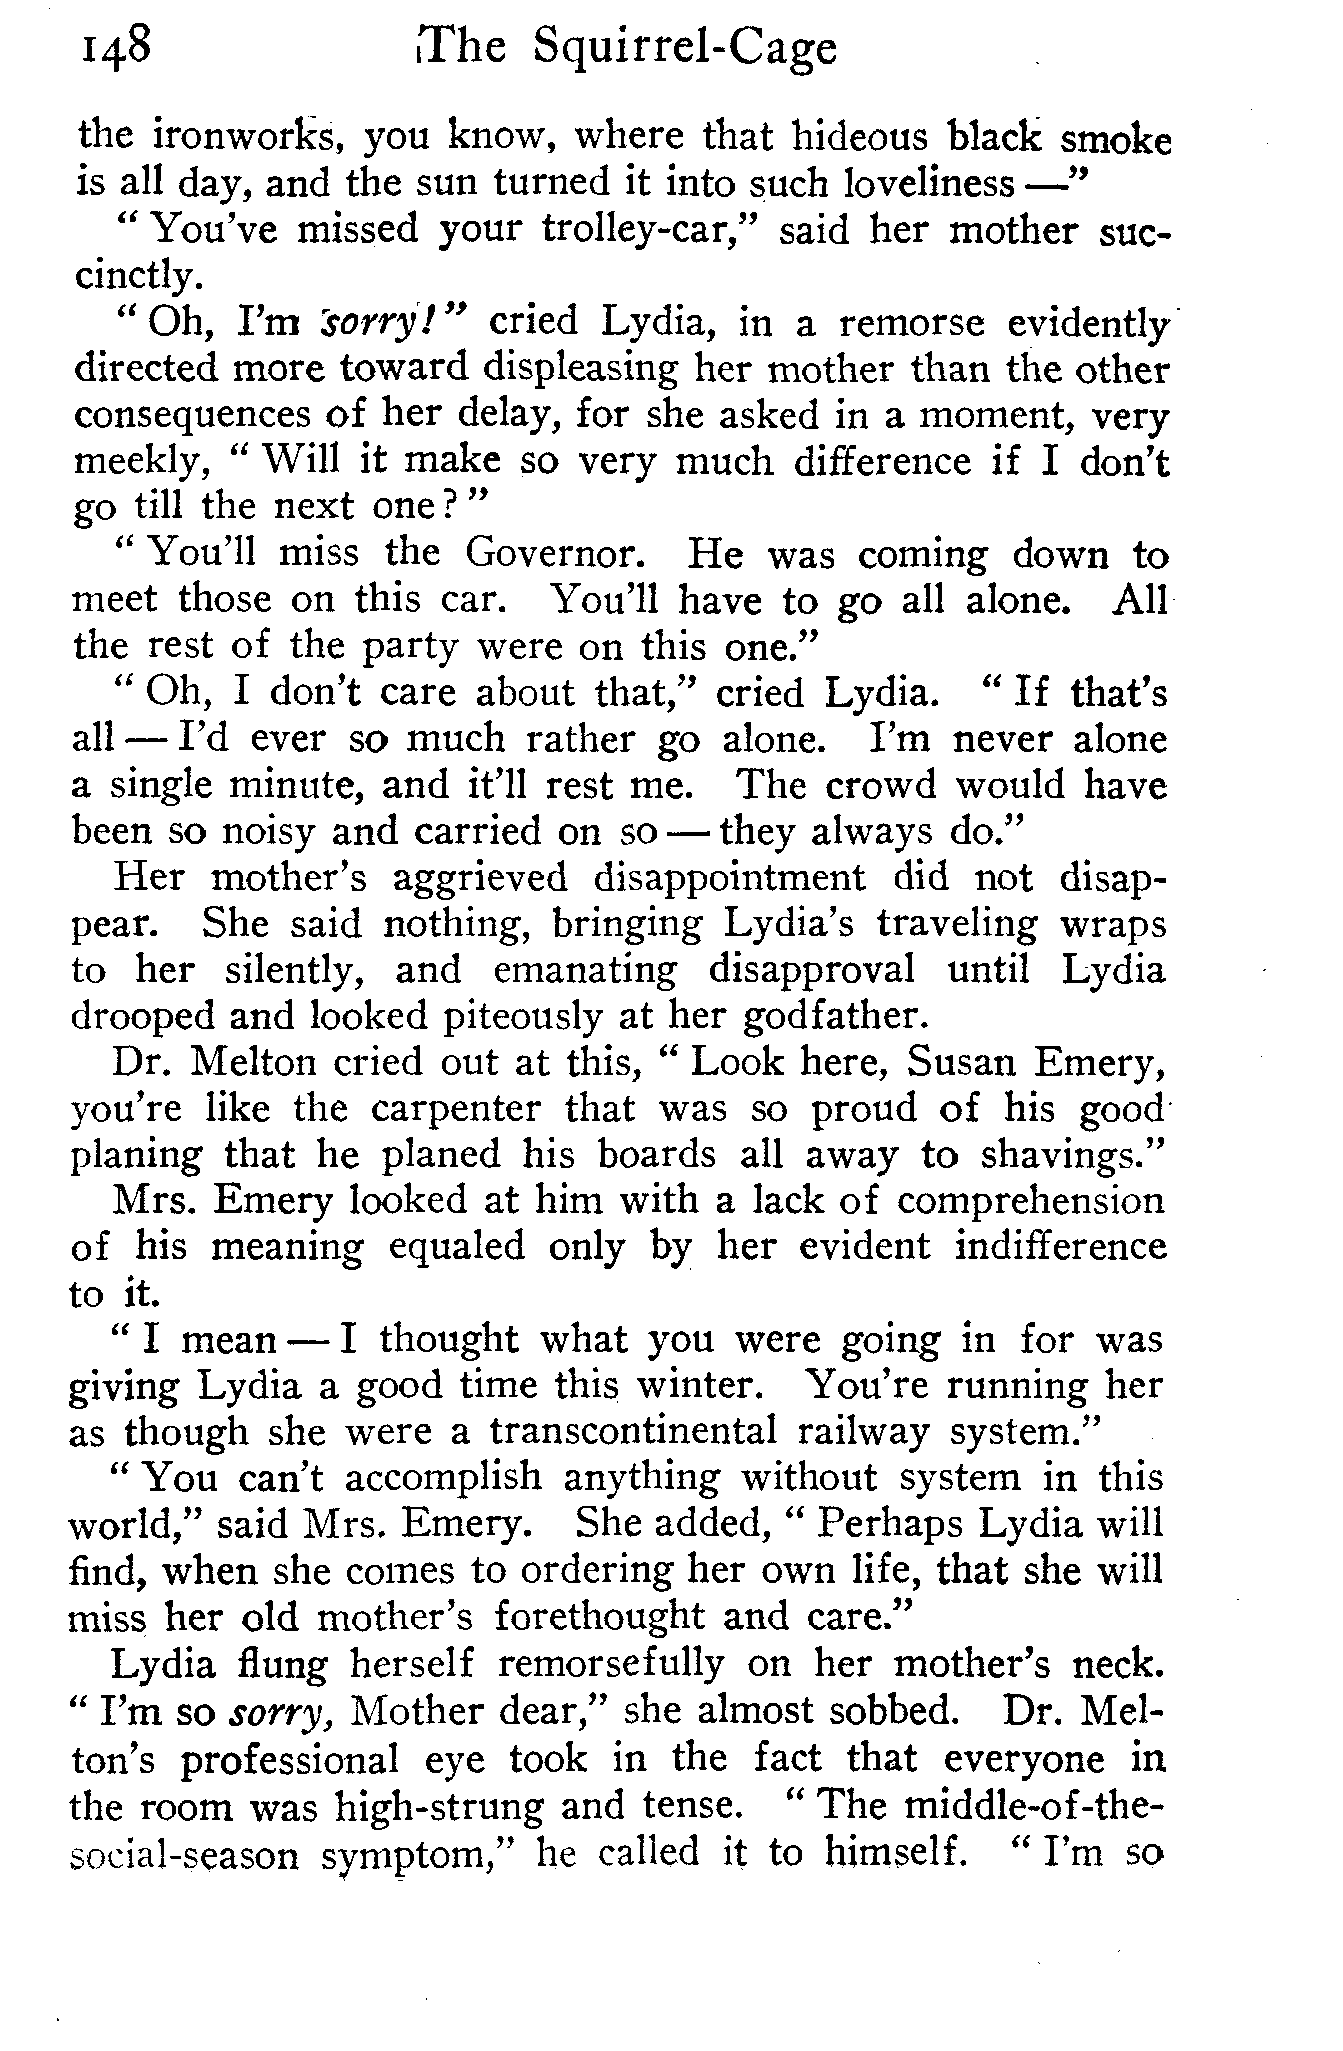 148 The Squirrel-Cage
the ironworks, you know, where that hideous black smoke
is all day, and the sun turned it into such loveliness —"
" You've missed your trolley-car," said her mother suc-
cinctly.
" Oh, I'm sorry! " cried Lydia, in a remorse evidently
directed more toward displeasing her mother than the other
consequences of her delay, for she asked in a moment, very
meekly, " Will it make so very much difference if I don't
go till the next one? "
" You'll miss the Governor. He was coming down to
meet those on this car. You'll have to go all alone. All
the rest of the party were on this one."
" Oh, I don't care about that," cried Lydia. " If that's
all — I'd ever so much rather go alone. I'm never alone
a single minute, and it'll rest me. The crowd would have
been so noisy and carried on so — they always do."
Her mother's aggrieved disappointment did not disap-
pear. She said nothing, bringing Lydia's traveling wraps
to her silently, and emanating disapproval until Lydia
drooped and looked piteously at her godfather.
Dr. Melton cried out at this, " Look here, Susan Emery,
you're like the carpenter that was so proud of his good
planing that he planed his boards all away to shavings."
Mrs. Emery looked at him with a lack of comprehension
of his meaning equaled only by her evident indifference
to it.
" I mean — I thought what you were going in for was
giving Lydia a good time this winter. You're running her
as though she were a transcontinental railway system."
" You can't accomplish anything without system in this
world," said Mrs. Emery. She added, " Perhaps Lydia will
find, when she comes to ordering her own life, that she will
miss her old mother's forethought and care."
Lydia flung herself remorsefully on her mother's neck.
" I'm so sorry, Mother dear," she almost sobbed. Dr. Mel-
ton's professional eye took in the fact that everyone in
the room was high-strung and tense. " The middle-of-the-
social-season symptom," he called it to himself. " I'm so